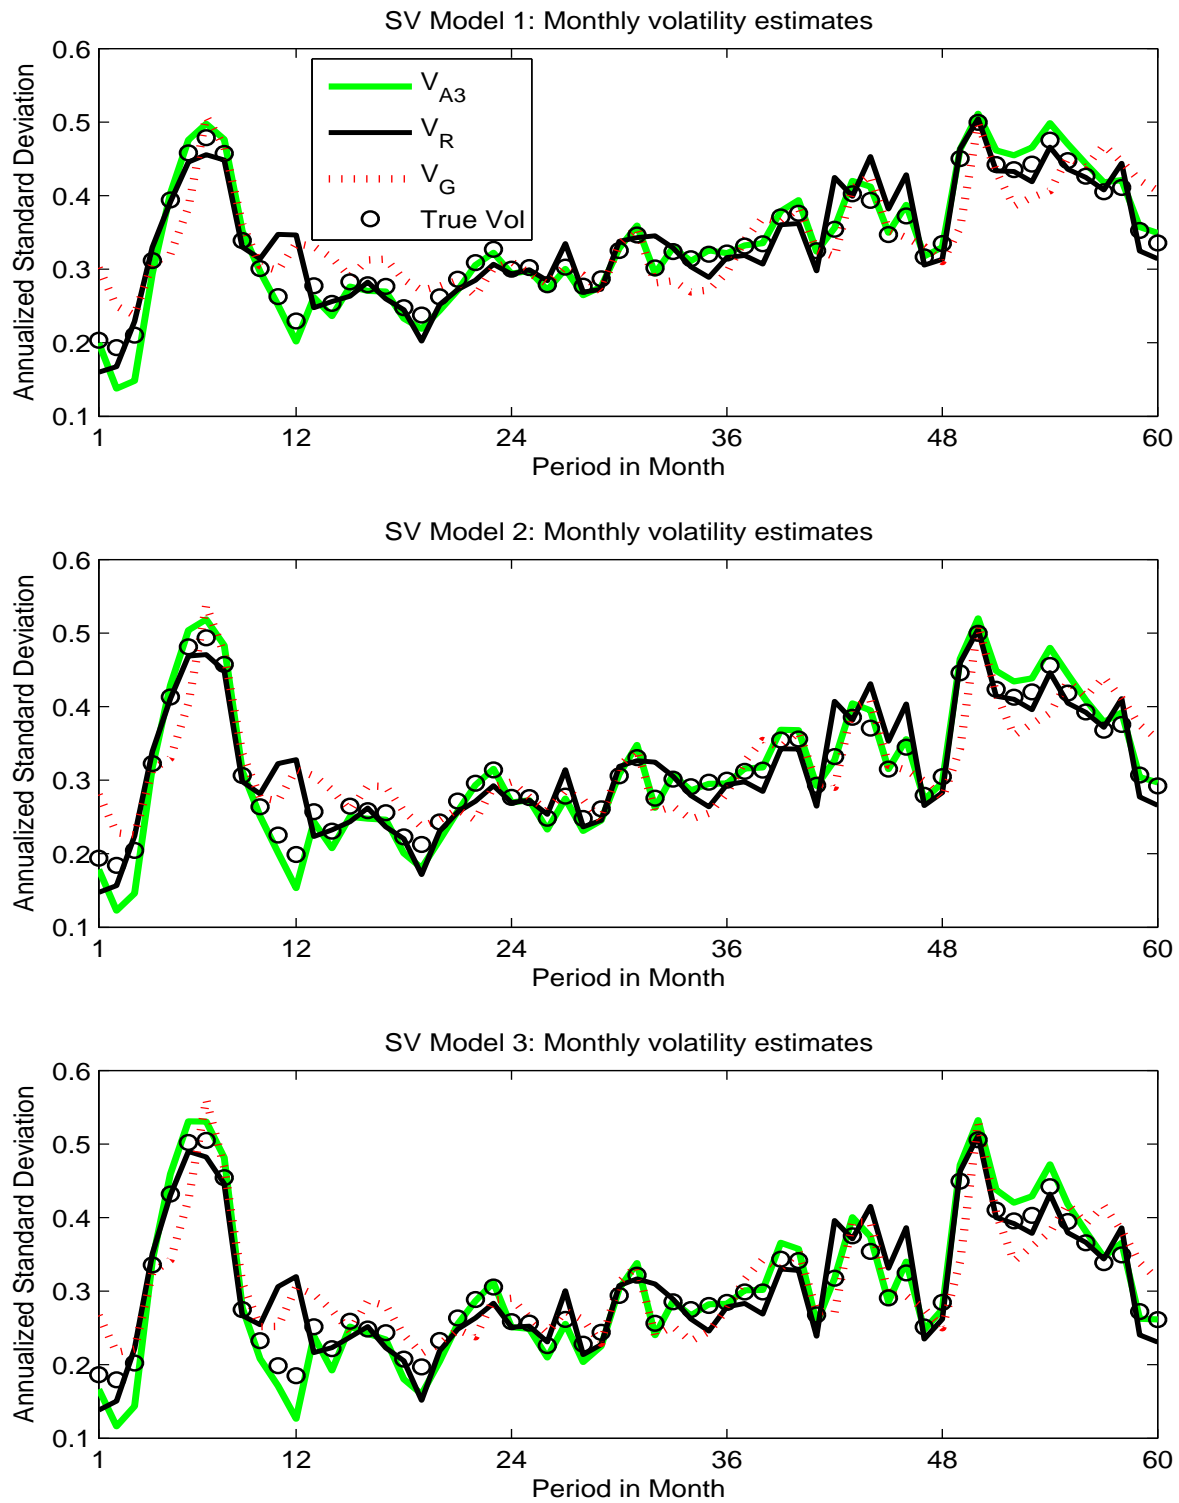 SV Model 1: Monthly volatility estimates
Annualized Standard Deviation
0.6
0.5
0.4
0.3
0.2
0.1
V_A3
V_R
V_G
True Vol
1 12 24 36 48 60
Period in Month
SV Model 2: Monthly volatility estimates
Annualized Standard Deviation
0.6
0.5
0.4
0.3
0.2
0.1
1 12 24 36 48 60
Period in Month
SV Model 3: Monthly volatility estimates
Annualized Standard Deviation
0.6
0.5
0.4
0.3
0.2
0.1
1 12 24 36 48 60
Period in Month